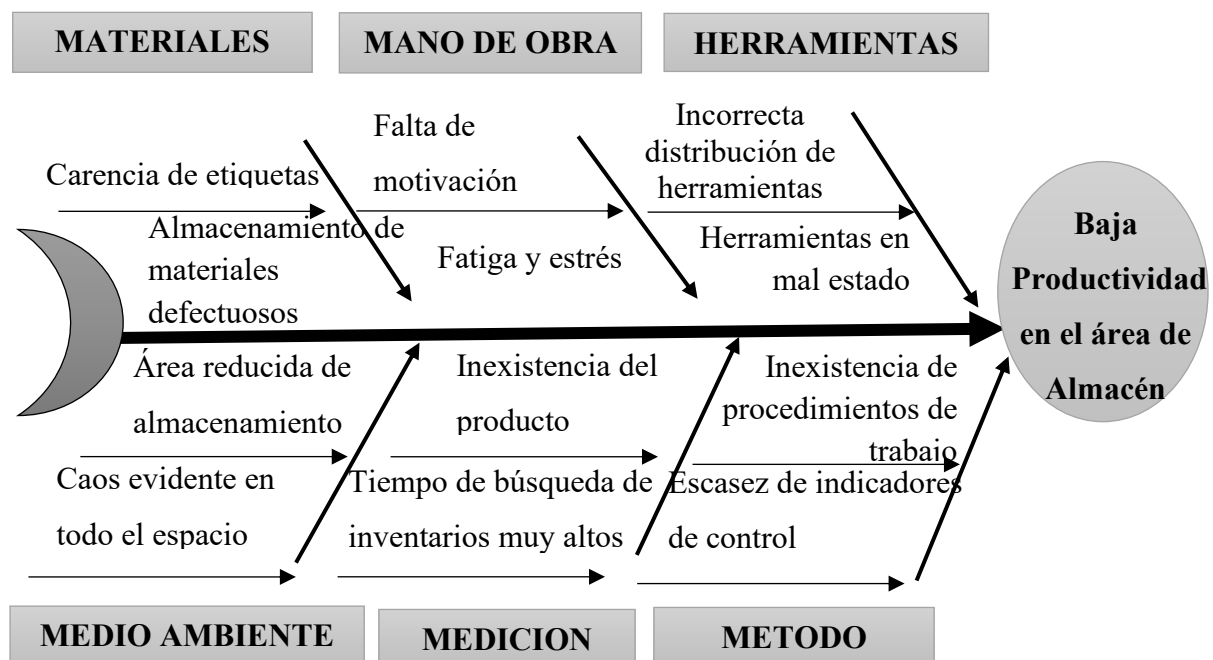 MATERIALES
MANO DE OBRA
HERRAMIENTAS
Carencia de etiquetas
Almacenamiento de
materiales
defectuosos
Falta de
motivación
Fatiga y estrés
Incorrecta
distribución de
herramientas
Herramientas en
mal estado
Baja
Productividad
en el área de
Almacén
Área reducida de
almacenamiento
Caos evidente en
todo el espacio
Inexistencia del
producto
Tiempo de búsqueda de
inventarios muy altos
Inexistencia de
procedimientos de
trabajo
Escasez de indicadores
de control
MEDIO AMBIENTE
MEDICION
METODO